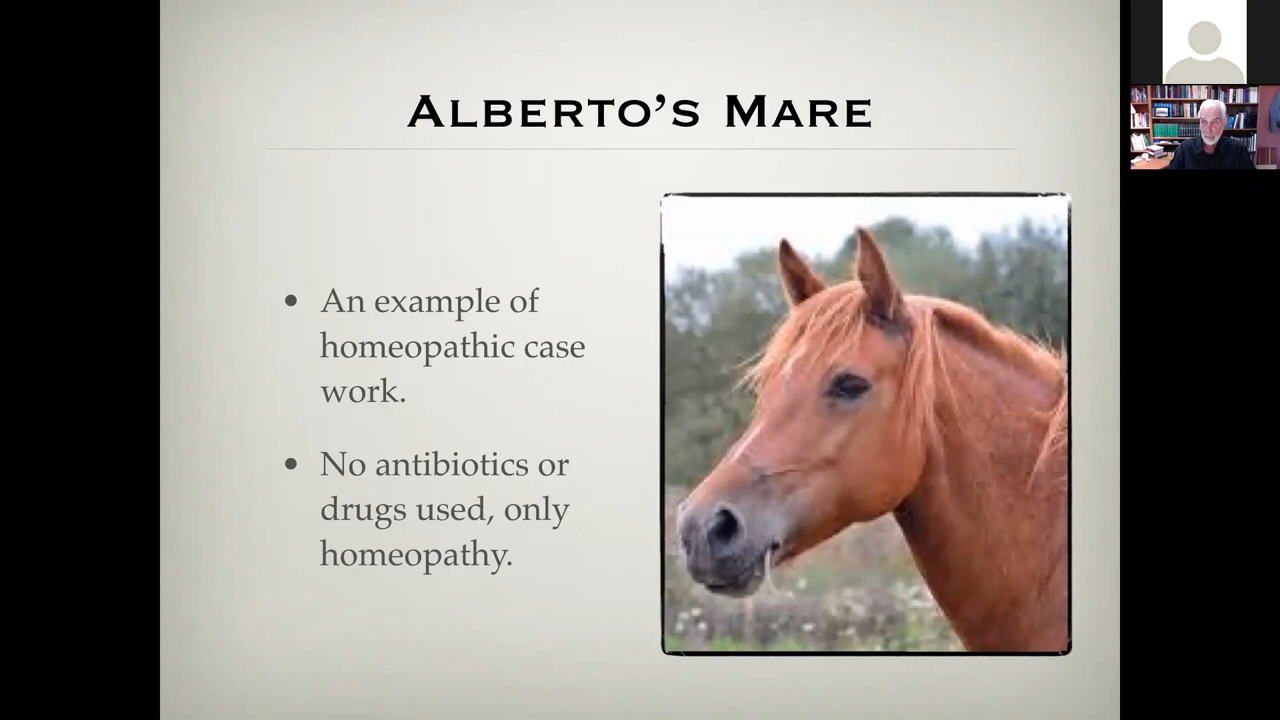 Alberto's Mare
• An example of
homeopathic case
work.
• No antibiotics or
drugs used, only
homeopathy.